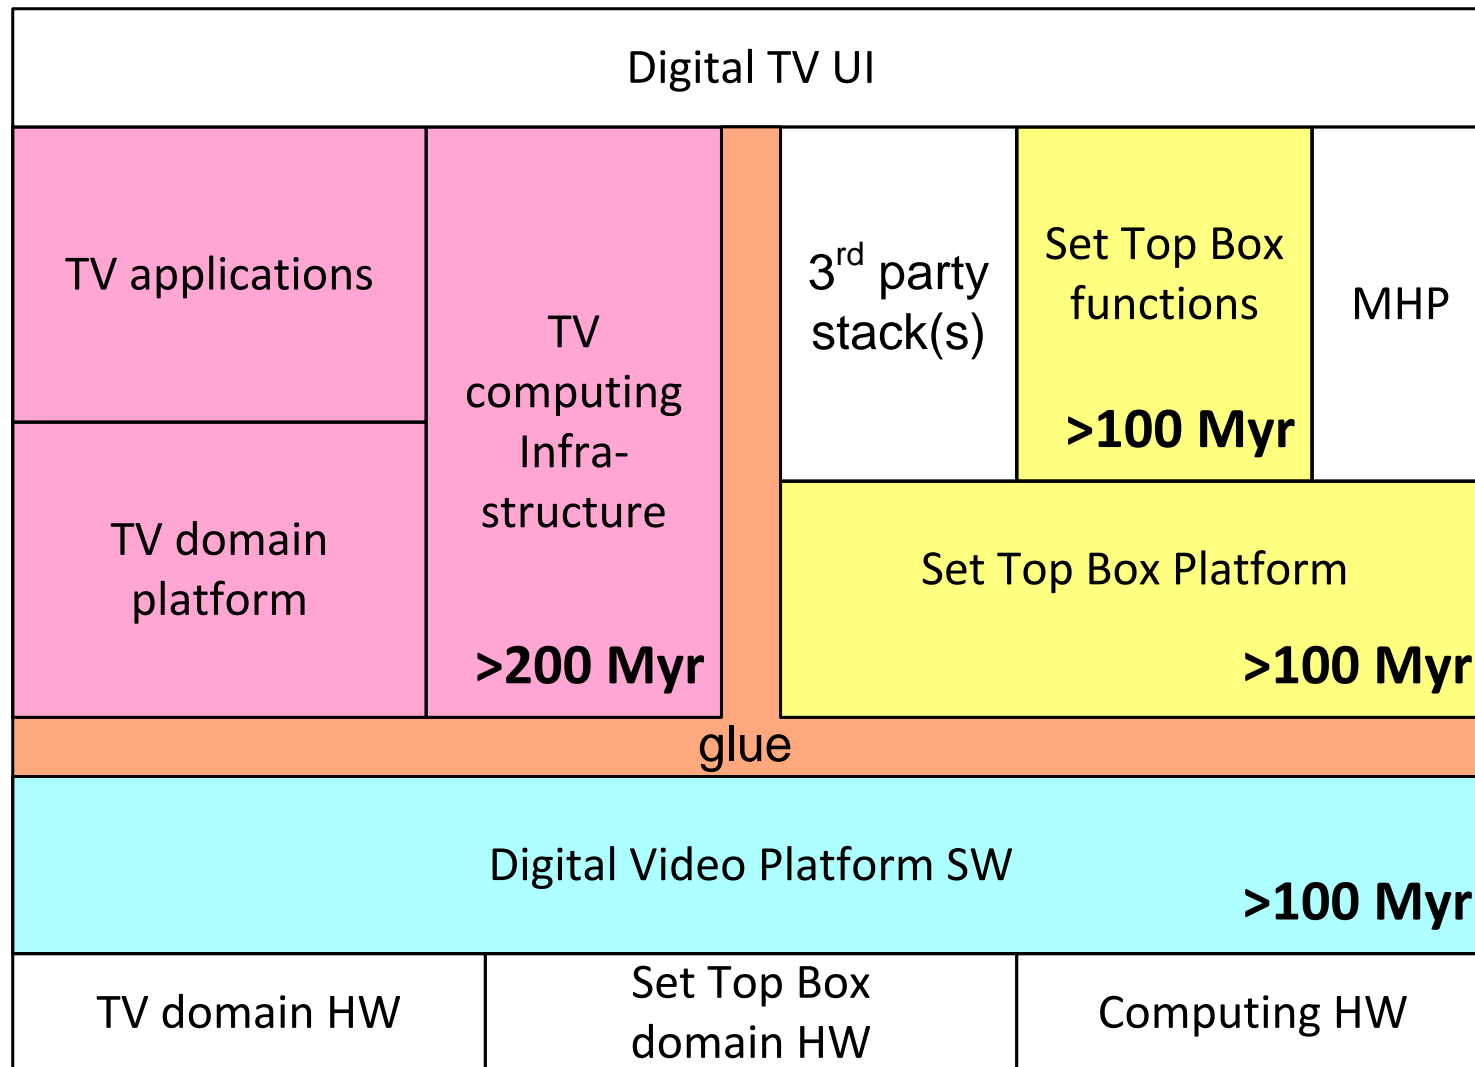 Digital TV UI
TV applications
TV domain
platform
TV
computing
Infra-
structure
>200 Myr
3rd party
stack(s)
Set Top Box
functions
>100 Myr
MHP
Set Top Box Platform
>100 Myr
glue
Digital Video Platform SW
>100 Myr
TV domain HW
Set Top Box
domain HW
Computing HW